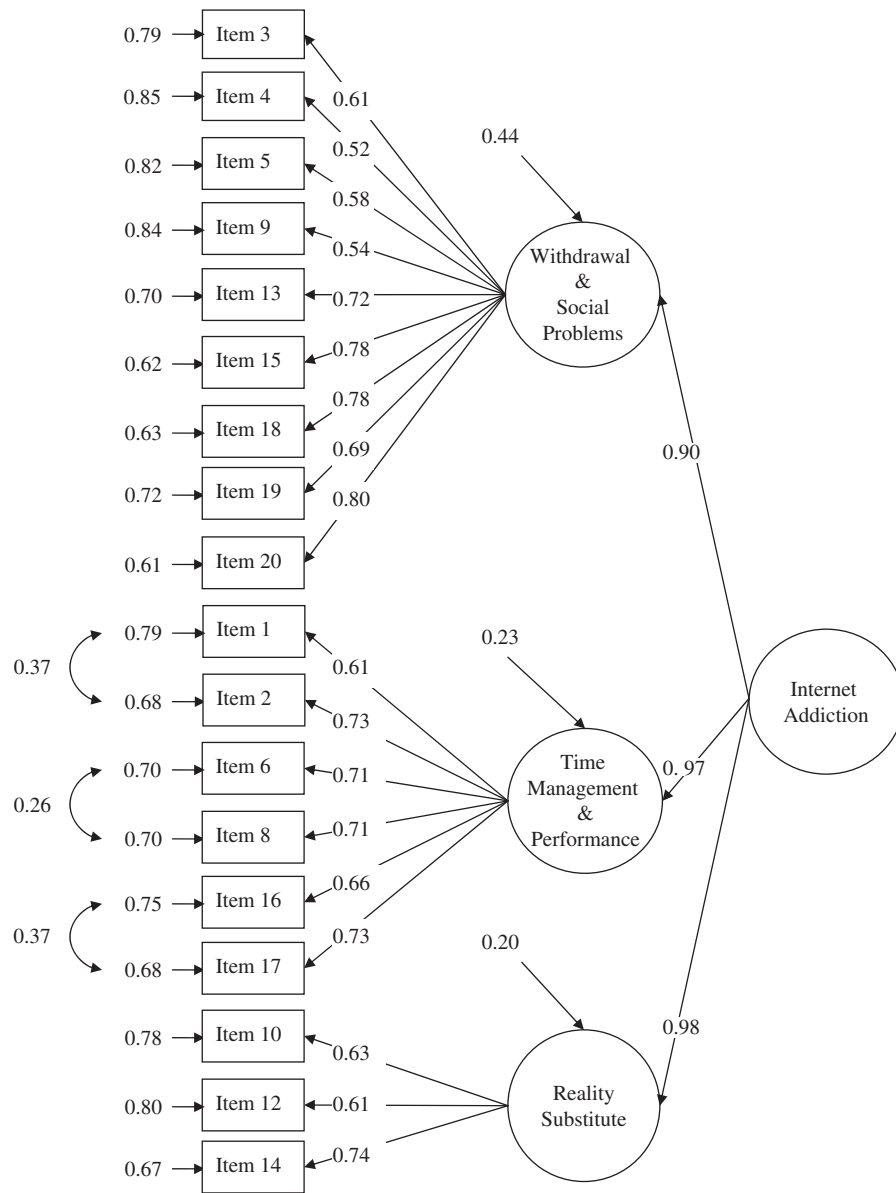 0.79
Item 3
0.61
0.85
Item 4
0.52
0.82
Item 5
0.58
0.84
Item 9
0.54
0.70
Item 13
0.72
0.62
Item 15
0.78
0.63
Item 18
0.78
0.72
Item 19
0.69
0.61
Item 20
0.80
0.44
Withdrawal
&
Social
Problems
0.90
0.37
0.79
Item 1
0.61
0.68
Item 2
0.73
0.26
0.70
Item 6
0.71
0.70
Item 8
0.71
0.37
0.75
Item 16
0.66
0.68
Item 17
0.73
0.23
Time
Management
&
Performance
0. 97
Internet
Addiction
0.78
Item 10
0.63
0.80
Item 12
0.61
0.67
Item 14
0.74
0.20
Reality
Substitute
0.98